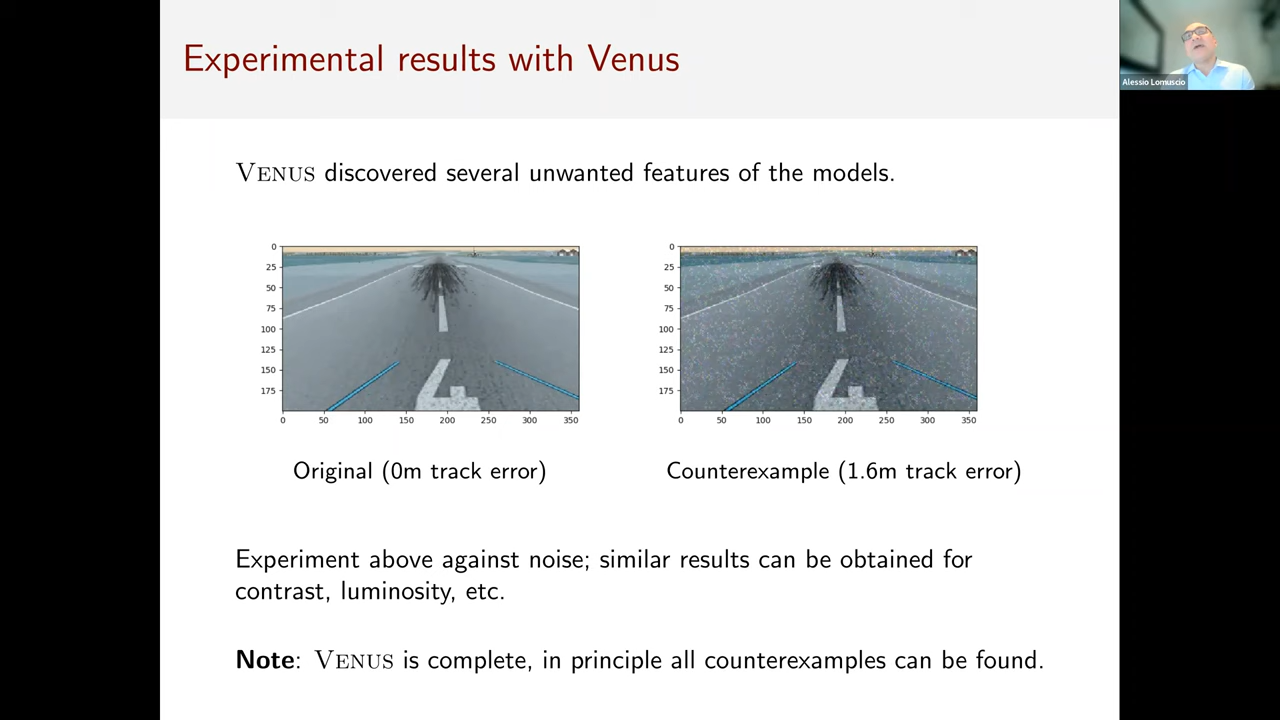 Experimental results with Venus
Alessio Lomuscio
VENUS discovered several unwanted features of the models.
0
25
50
75
100
125
150
175
0 50 100 150 200 250 300 350
4
0
25
50
75
100
125
150
175
0 50 100 150 200 250 300 350
4
Original (0m track error)
Counterexample (1.6m track error)
Experiment above against noise; similar results can be obtained for
contrast, luminosity, etc.
Note: VENUS is complete, in principle all counterexamples can be found.